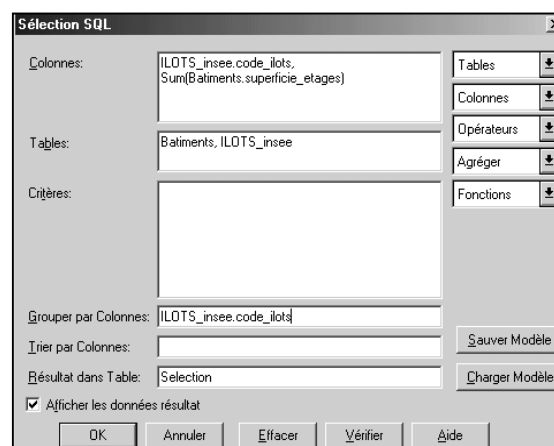 Sélection SQL
Colonnes:
ILOTS_insee.code_ilots,
Sum(Batiments.superficie_etages)
Tables
Colonnes
Opérateurs
Agréger
Fonctions
Tables:
Batiments, ILOTS_insee
Critères:
Grouper par Colonnes:
ILOTS_insee.code_ilots
Trier par Colonnes:
Résultat dans Table:
Selection
Sauver Modèle
Charger Modèle
Afficher les données résultat
OK
Annuler
Effacer
Vérifier
Aide